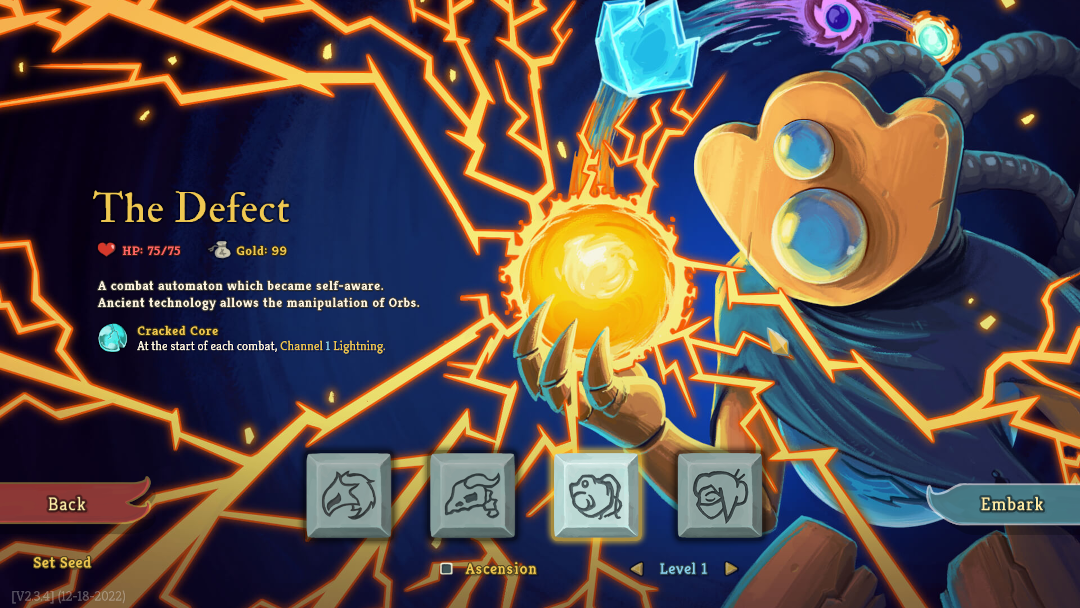 The Defect
HP: 75/75 Gold: 99
A combat automaton which became self-aware.
Ancient technology allows the manipulation of Orbs.
Cracked Core
At the start of each combat, Channel 1 Lightning.
Back
Embark
Set Seed
Ascension
Level 1
[V2.3.4] (12-18-2022)